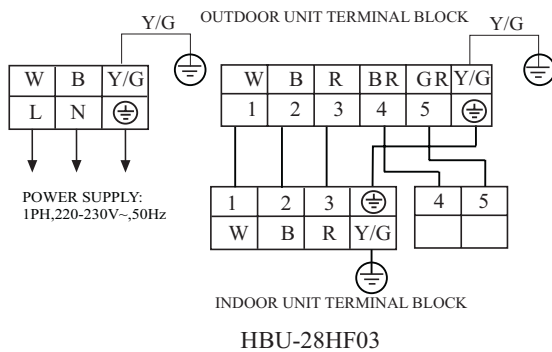 Y/G
OUTDOOR UNIT TERMINAL BLOCK
Y/G
W B Y/G
L N
W B R BR GR Y/G
1 2 3 4 5
POWER SUPPLY:
1PH,220-230V~,50Hz
1 2 3
W B R Y/G
4 5
INDOOR UNIT TERMINAL BLOCK
HBU-28HF03